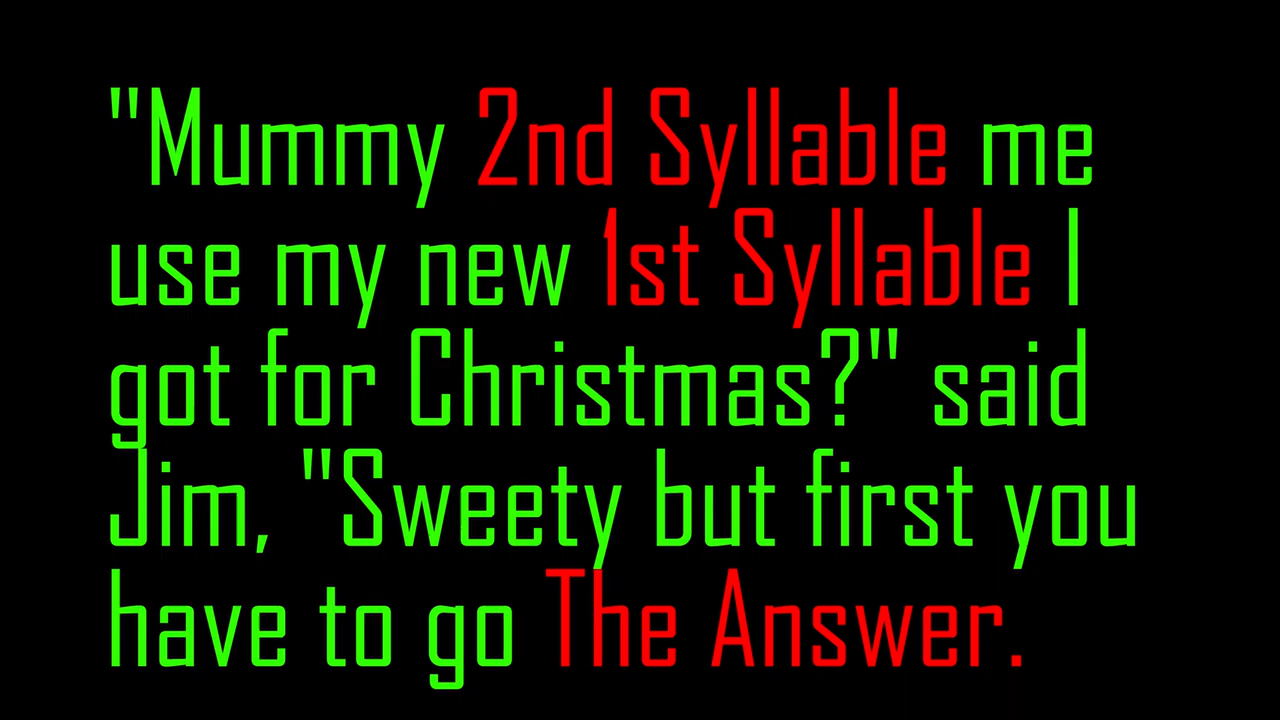 "Mummy 2nd Syllable me
use my new 1st Syllable I
got for Christmas?" said
Jim, "Sweety but first you
have to go The Answer.